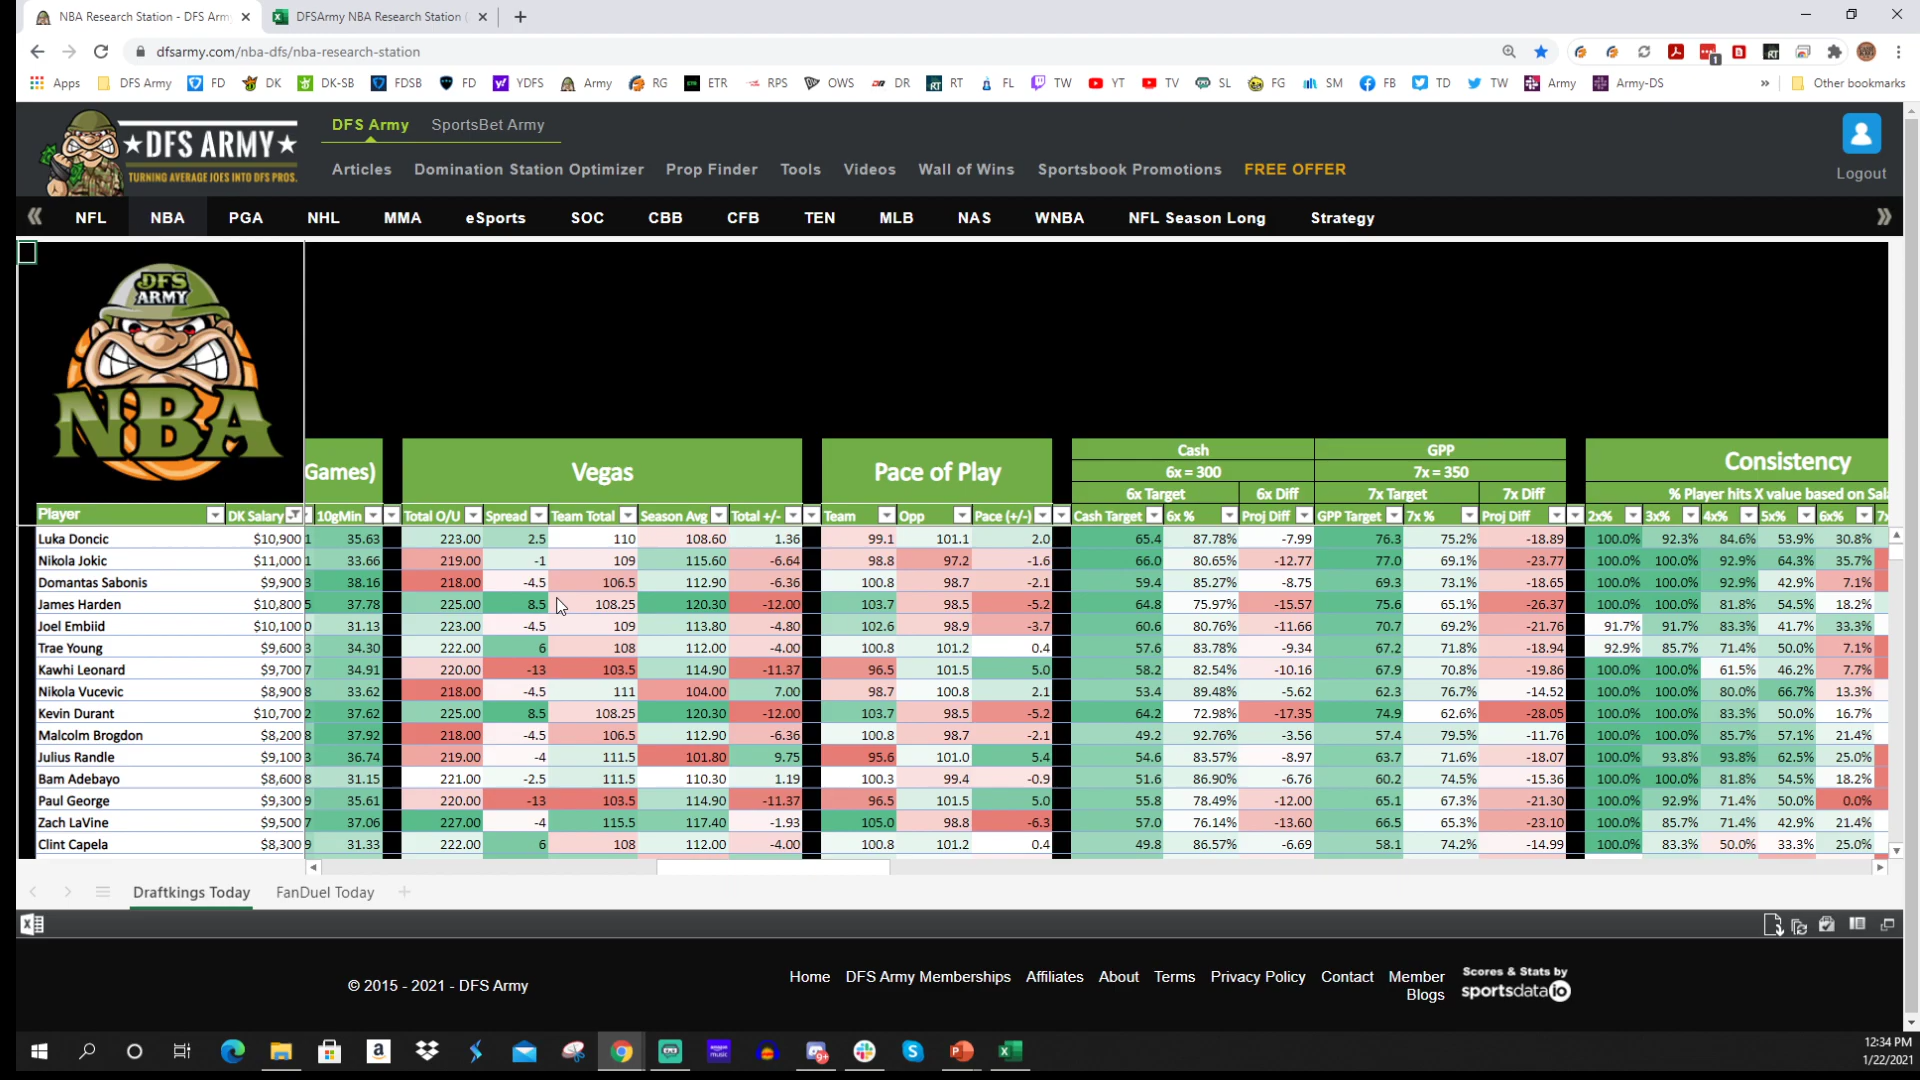 NBA Research Station - DFS Arm
DFSArmy NBA Research Station (
dfsarmy.com/nba-dfs/nba-research-station
1
Apps DFS Army FD DK DK-SB FDSB FD YDFS Army RG ETR RPS OWS DR RT FL TW YT TV SL FG SM FB TD TW Army Army-DS » Other bookmarks
DFS ARMY
TURNING AVERAGE JOES INTO DFS PROS.
DFS Army SportsBet Army
Articles Domination Station Optimizer Prop Finder Tools Videos Wall of Wins Sportsbook Promotions FREE OFFER
Logout
NFL NBA PGA NHL MMA eSports SOC CBB CFB TEN MLB NAS WNBA NFL Season Long Strategy
DFS
ARMY
NBA
Games) Vegas Pace of Play Cash GPP Consistency
6x = 300 7x = 350
6x Target 6x Diff 7x Target 7x Diff % Player hits X value based on Sal
Player DK Salary 10gMin Total O/U Spread Team Total Season Avg Total +/- Team Opp Pace (+/-) Cash Target 6x % Proj Diff GPP Target 7x % Proj Diff 2x% 3x% 4x% 5x% 6x% 7x
Luka Doncic $10,900 1 35.63 223.00 2.5 110 108.60 1.36 99.1 101.1 2.0 65.4 87.78% -7.99 76.3 75.2% -18.89 100.0% 92.3% 84.6% 53.9% 30.8%
Nikola Jokic $11,000 1 33.66 219.00 -1 109 115.60 -6.64 98.8 97.2 -1.6 66.0 80.65% -12.77 77.0 69.1% -23.77 100.0% 100.0% 92.9% 64.3% 35.7%
Domantas Sabonis $9,900 3 38.16 218.00 -4.5 106.5 112.90 -6.36 100.8 98.7 -2.1 59.4 85.27% -8.75 69.3 73.1% -18.65 100.0% 100.0% 92.9% 42.9% 7.1%
James Harden $10,800 5 37.78 225.00 8.5 108.25 120.30 -12.00 103.7 98.5 -5.2 64.8 75.97% -15.57 75.6 65.1% -26.37 100.0% 100.0% 81.8% 54.5% 18.2%
Joel Embiid $10,100 0 31.13 223.00 -4.5 109 113.80 -4.80 102.6 98.9 -3.7 60.6 80.76% -11.66 70.7 69.2% -21.76 91.7% 91.7% 83.3% 41.7% 33.3%
Trae Young $9,600 3 34.30 222.00 6 108 112.00 -4.00 100.8 101.2 0.4 57.6 83.78% -9.34 67.2 71.8% -18.94 92.9% 85.7% 71.4% 50.0% 7.1%
Kawhi Leonard $9,700 7 34.91 220.00 -13 103.5 114.90 -11.37 96.5 101.5 5.0 58.2 82.54% -10.16 67.9 70.8% -19.86 100.0% 100.0% 61.5% 46.2% 7.7%
Nikola Vucevic $8,900 8 33.62 218.00 -4.5 111 104.00 7.00 98.7 100.8 2.1 53.4 89.48% -5.62 62.3 76.7% -14.52 100.0% 100.0% 80.0% 66.7% 13.3%
Kevin Durant $10,700 2 37.62 225.00 8.5 108.25 120.30 -12.00 103.7 98.5 -5.2 64.2 72.98% -17.35 74.9 62.6% -28.05 100.0% 100.0% 83.3% 50.0% 16.7%
Malcolm Brogdon $8,200 8 37.92 218.00 -4.5 106.5 112.90 -6.36 100.8 98.7 -2.1 49.2 92.76% -3.56 57.4 79.5% -11.76 100.0% 100.0% 85.7% 57.1% 21.4%
Julius Randle $9,100 3 36.74 219.00 -4 111.5 101.80 9.75 95.6 101.0 5.4 54.6 83.57% -8.97 63.7 71.6% -18.07 100.0% 93.8% 93.8% 62.5% 25.0%
Bam Adebayo $8,600 8 31.15 221.00 -2.5 111.5 110.30 1.19 100.3 99.4 -0.9 51.6 86.90% -6.76 60.2 74.5% -15.36 100.0% 100.0% 81.8% 54.5% 18.2%
Paul George $9,300 9 35.61 220.00 -13 103.5 114.90 -11.37 96.5 101.5 5.0 55.8 78.49% -12.00 65.1 67.3% -21.30 100.0% 92.9% 71.4% 50.0% 0.0%
Zach LaVine $9,500 7 37.06 227.00 -4 115.5 117.40 -1.93 105.0 98.8 -6.3 57.0 76.14% -13.60 66.5 65.3% -23.10 100.0% 85.7% 71.4% 42.9% 21.4%
Clint Capela $8,300 9 31.33 222.00 6 108 112.00 -4.00 100.8 101.2 0.4 49.8 86.57% -6.69 58.1 74.2% -14.99 100.0% 83.3% 50.0% 33.3% 25.0%
Draftkings Today FanDuel Today
© 2015 - 2021 - DFS Army
Home DFS Army Memberships Affiliates About Terms Privacy Policy Contact Member Blogs
Scores & Stats by
sportsdataio
12:34 PM
1/22/2021